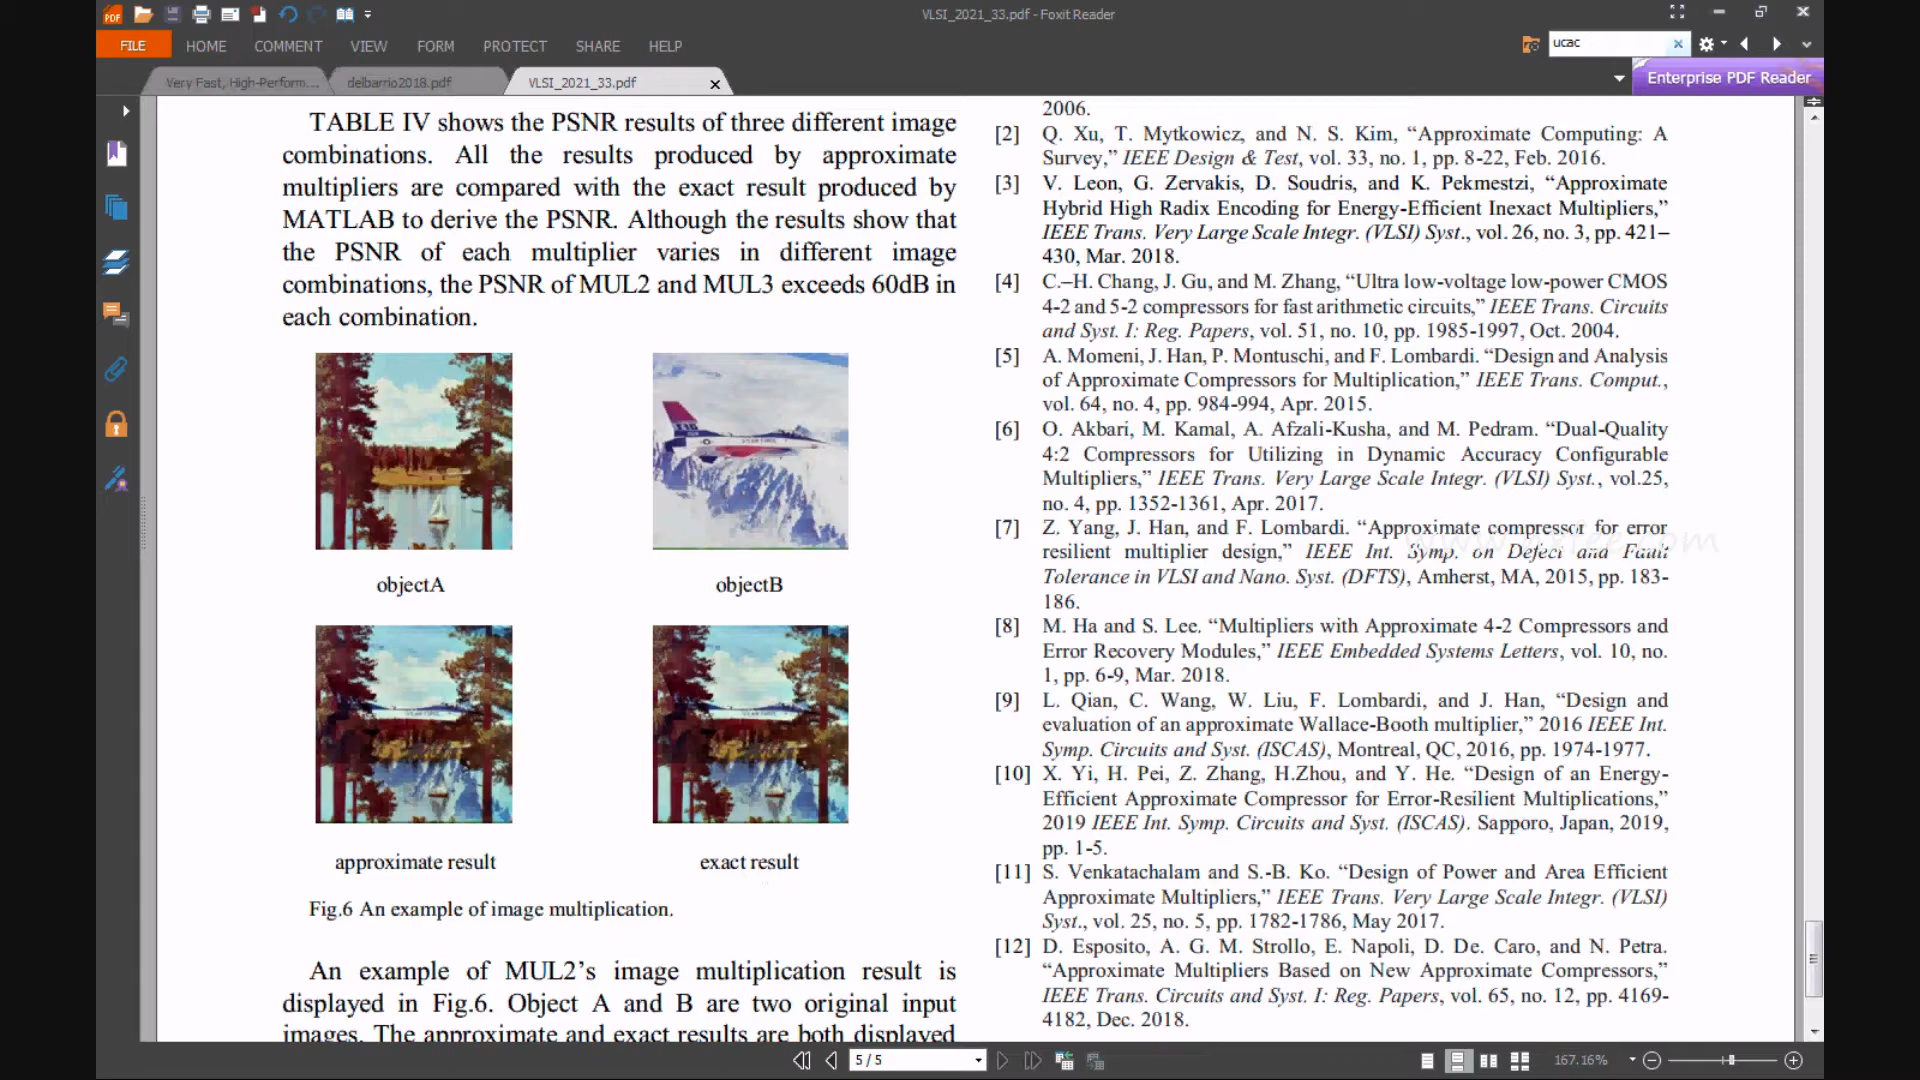 VLSI_2021_33.pdf - Foxit Reader
FILE HOME COMMENT VIEW FORM PROTECT SHARE HELP
ucac
Very Fast, High-Perform... delbarrio2018.pdf VLSI_2021_33.pdf
Enterprise PDF Reader
TABLE IV shows the PSNR results of three different image
combinations. All the results produced by approximate
multipliers are compared with the exact result produced by
MATLAB to derive the PSNR. Although the results show that
the PSNR of each multiplier varies in different image
combinations, the PSNR of MUL2 and MUL3 exceeds 60dB in
each combination.
objectA objectB
approximate result exact result
Fig.6 An example of image multiplication.
An example of MUL2’s image multiplication result is
displayed in Fig.6. Object A and B are two original input
images. The approximate and exact results are both displayed
2006.
[2] Q. Xu, T. Mytkowicz, and N. S. Kim, “Approximate Computing: A
Survey,” IEEE Design & Test, vol. 33, no. 1, pp. 8-22, Feb. 2016.
[3] V. Leon, G. Zervakis, D. Soudris, and K. Pekmestzi, “Approximate
Hybrid High Radix Encoding for Energy-Efficient Inexact Multipliers,”
IEEE Trans. Very Large Scale Integr. (VLSI) Syst., vol. 26, no. 3, pp. 421–
430, Mar. 2018.
[4] C.–H. Chang, J. Gu, and M. Zhang, “Ultra low-voltage low-power CMOS
4-2 and 5-2 compressors for fast arithmetic circuits,” IEEE Trans. Circuits
and Syst. I: Reg. Papers, vol. 51, no. 10, pp. 1985-1997, Oct. 2004.
[5] A. Momeni, J. Han, P. Montuschi, and F. Lombardi. “Design and Analysis
of Approximate Compressors for Multiplication,” IEEE Trans. Comput.,
vol. 64, no. 4, pp. 984-994, Apr. 2015.
[6] O. Akbari, M. Kamal, A. Afzali-Kusha, and M. Pedram. “Dual-Quality
4:2 Compressors for Utilizing in Dynamic Accuracy Configurable
Multipliers,” IEEE Trans. Very Large Scale Integr. (VLSI) Syst., vol.25,
no. 4, pp. 1352-1361, Apr. 2017.
[7] Z. Yang, J. Han, and F. Lombardi. “Approximate compressor for error
resilient multiplier design,” IEEE Int. Symp. on Defect and Fault
Tolerance in VLSI and Nano. Syst. (DFTS), Amherst, MA, 2015, pp. 183-
186.
[8] M. Ha and S. Lee. “Multipliers with Approximate 4-2 Compressors and
Error Recovery Modules,” IEEE Embedded Systems Letters, vol. 10, no.
1, pp. 6-9, Mar. 2018.
[9] L. Qian, C. Wang, W. Liu, F. Lombardi, and J. Han, “Design and
evaluation of an approximate Wallace-Booth multiplier,” 2016 IEEE Int.
Symp. Circuits and Syst. (ISCAS), Montreal, QC, 2016, pp. 1974-1977.
[10] X. Yi, H. Pei, Z. Zhang, H.Zhou, and Y. He. “Design of an Energy-
Efficient Approximate Compressor for Error-Resilient Multiplications,”
2019 IEEE Int. Symp. Circuits and Syst. (ISCAS). Sapporo, Japan, 2019,
pp. 1-5.
[11] S. Venkatachalam and S.-B. Ko. “Design of Power and Area Efficient
Approximate Multipliers,” IEEE Trans. Very Large Scale Integr. (VLSI)
Syst., vol. 25, no. 5, pp. 1782-1786, May 2017.
[12] D. Esposito, A. G. M. Strollo, E. Napoli, D. De. Caro, and N. Petra.
“Approximate Multipliers Based on New Approximate Compressors,”
IEEE Trans. Circuits and Syst. I: Reg. Papers, vol. 65, no. 12, pp. 4169-
4182, Dec. 2018.
5 / 5
167.16%